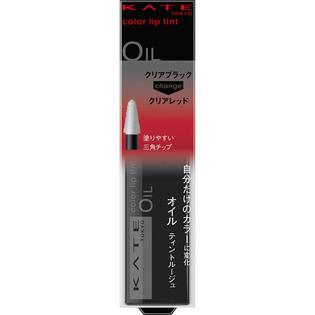 KATE
TOKYO
color lip tint
OIL
クリアブラック
change
クリアレッド
塗りやすい
三角チップ
自分だけのカラーに変化
オイル
ティントルージュ
OIL
color lip tint
KATE
TOKYO